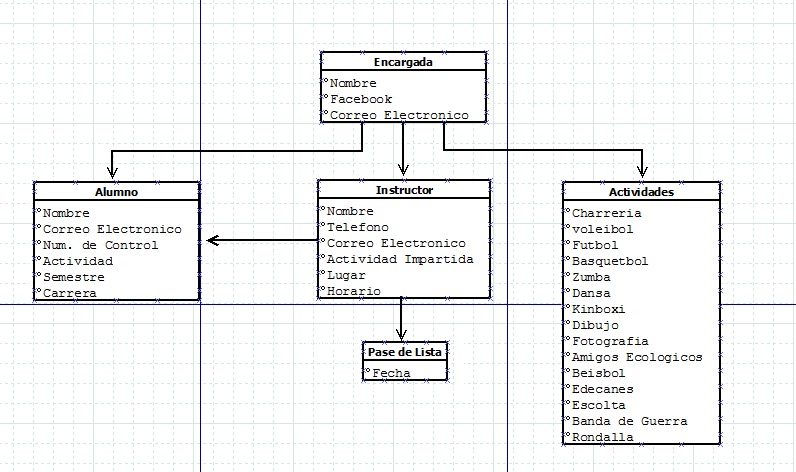 Encargada
Nombre
Facebook
Correo Electronico
Alumno
Nombre
Correo Electronico
Num. de Control
Actividad
Semestre
Carrera
Instructor
Nombre
Telefono
Correo Electronico
Actividad Impartida
Lugar
Horario
Pase de Lista
Fecha
Actividades
Charreria
voleibol
Futbol
Basquetbol
Zumba
Dansa
Kinboxi
Dibujo
Fotografia
Amigos Ecologicos
Beisbol
Edecanes
Escolta
Banda de Guerra
Rondalla